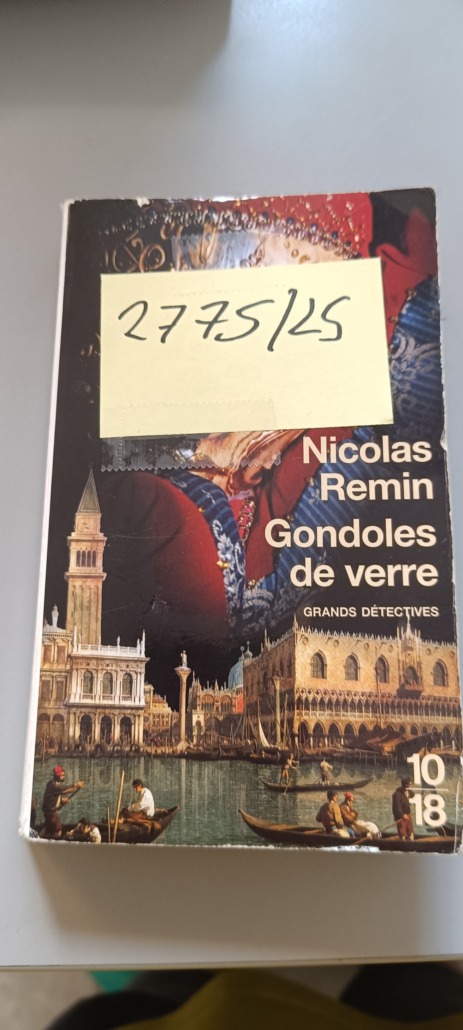 2775/25
Nicolas
Remin
Gondoles
de verre
GRANDS DÉTECTIVES
10
18